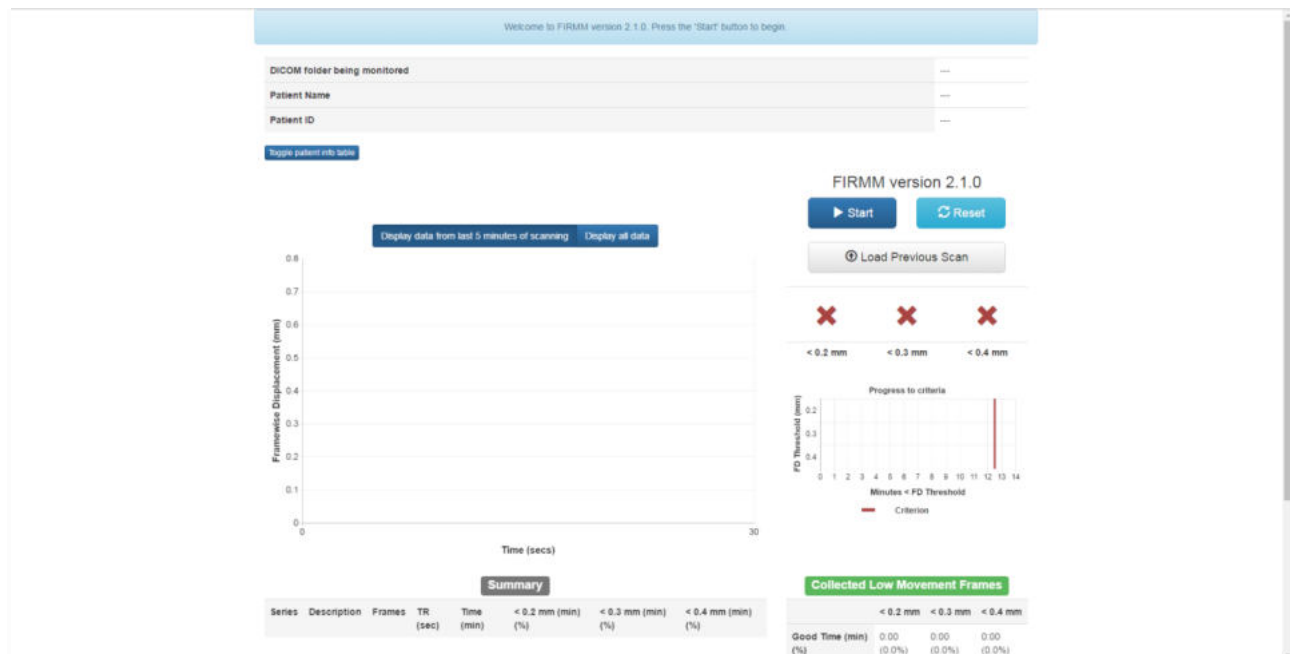 Welcome to FIRMM version 2.1.0. Press the 'Start' button to begin.
DICOM folder being monitored ---
Patient Name ---
Patient ID ---
Toggle patient info table
FIRMM version 2.1.0
Start Reset
Load Previous Scan
Display data from last 5 minutes of scanning Display all data
< 0.2 mm < 0.3 mm < 0.4 mm
Framewise Displacement (mm)
0.8
0.7
0.6
0.5
0.4
0.3
0.2
0.1
0
0 30
Time (secs)
Progress to criteria
FD Threshold (mm)
0.2
0.3
0.4
0 1 2 3 4 5 6 7 8 9 10 11 12 13 14
Minutes < FD Threshold
Criterion
Summary
Series Description Frames TR Time < 0.2 mm (min) < 0.3 mm (min) < 0.4 mm (min)
(sec) (min) (%) (%) (%)
Collected Low Movement Frames
< 0.2 mm < 0.3 mm < 0.4 mm
Good Time (min) 0:00 0:00 0:00
(%) (0.0%) (0.0%) (0.0%)